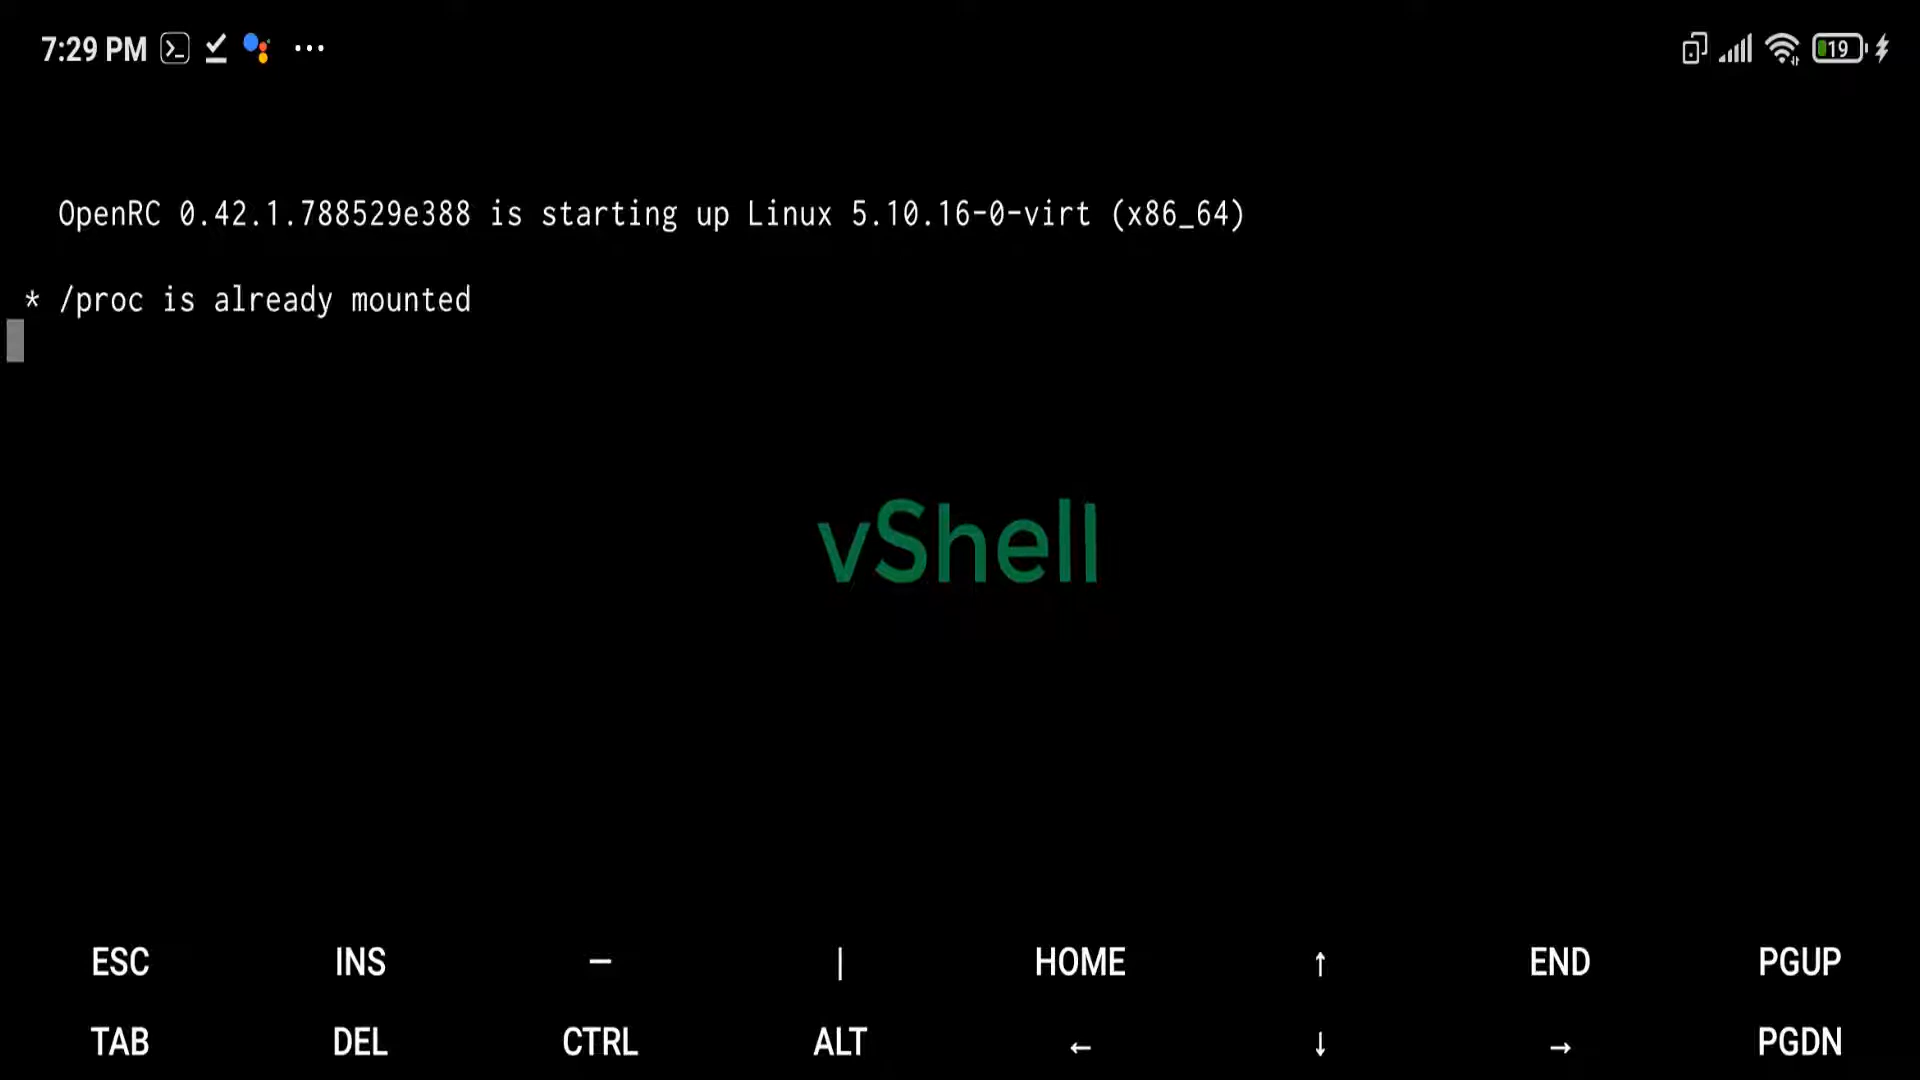 7:29 PM
19
OpenRC 0.42.1.788529e388 is starting up Linux 5.10.16-0-virt (x86_64)
* /proc is already mounted
vShell
ESC INS — | HOME ↑ END PGUP
TAB DEL CTRL ALT ← ↓ → PGDN